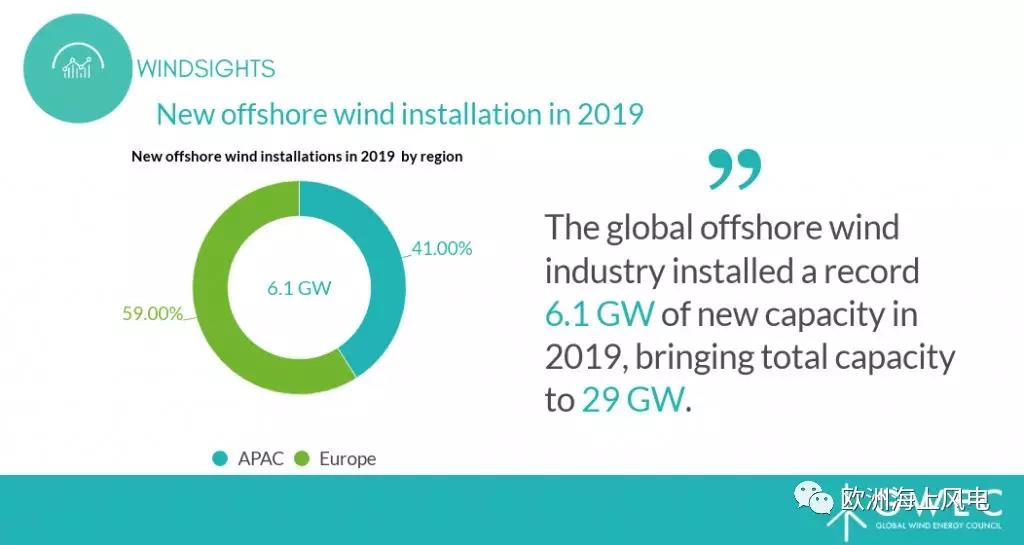 WINDSIGHTS
New offshore wind installation in 2019
New offshore wind installations in 2019 by region
41.00%
6.1 GW
59.00%
APAC Europe
The global offshore wind
industry installed a record
6.1 GW of new capacity in
2019, bringing total capacity
to 29 GW.
欧洲海上风电
GWEC
GLOBAL WIND ENERGY COUNCIL